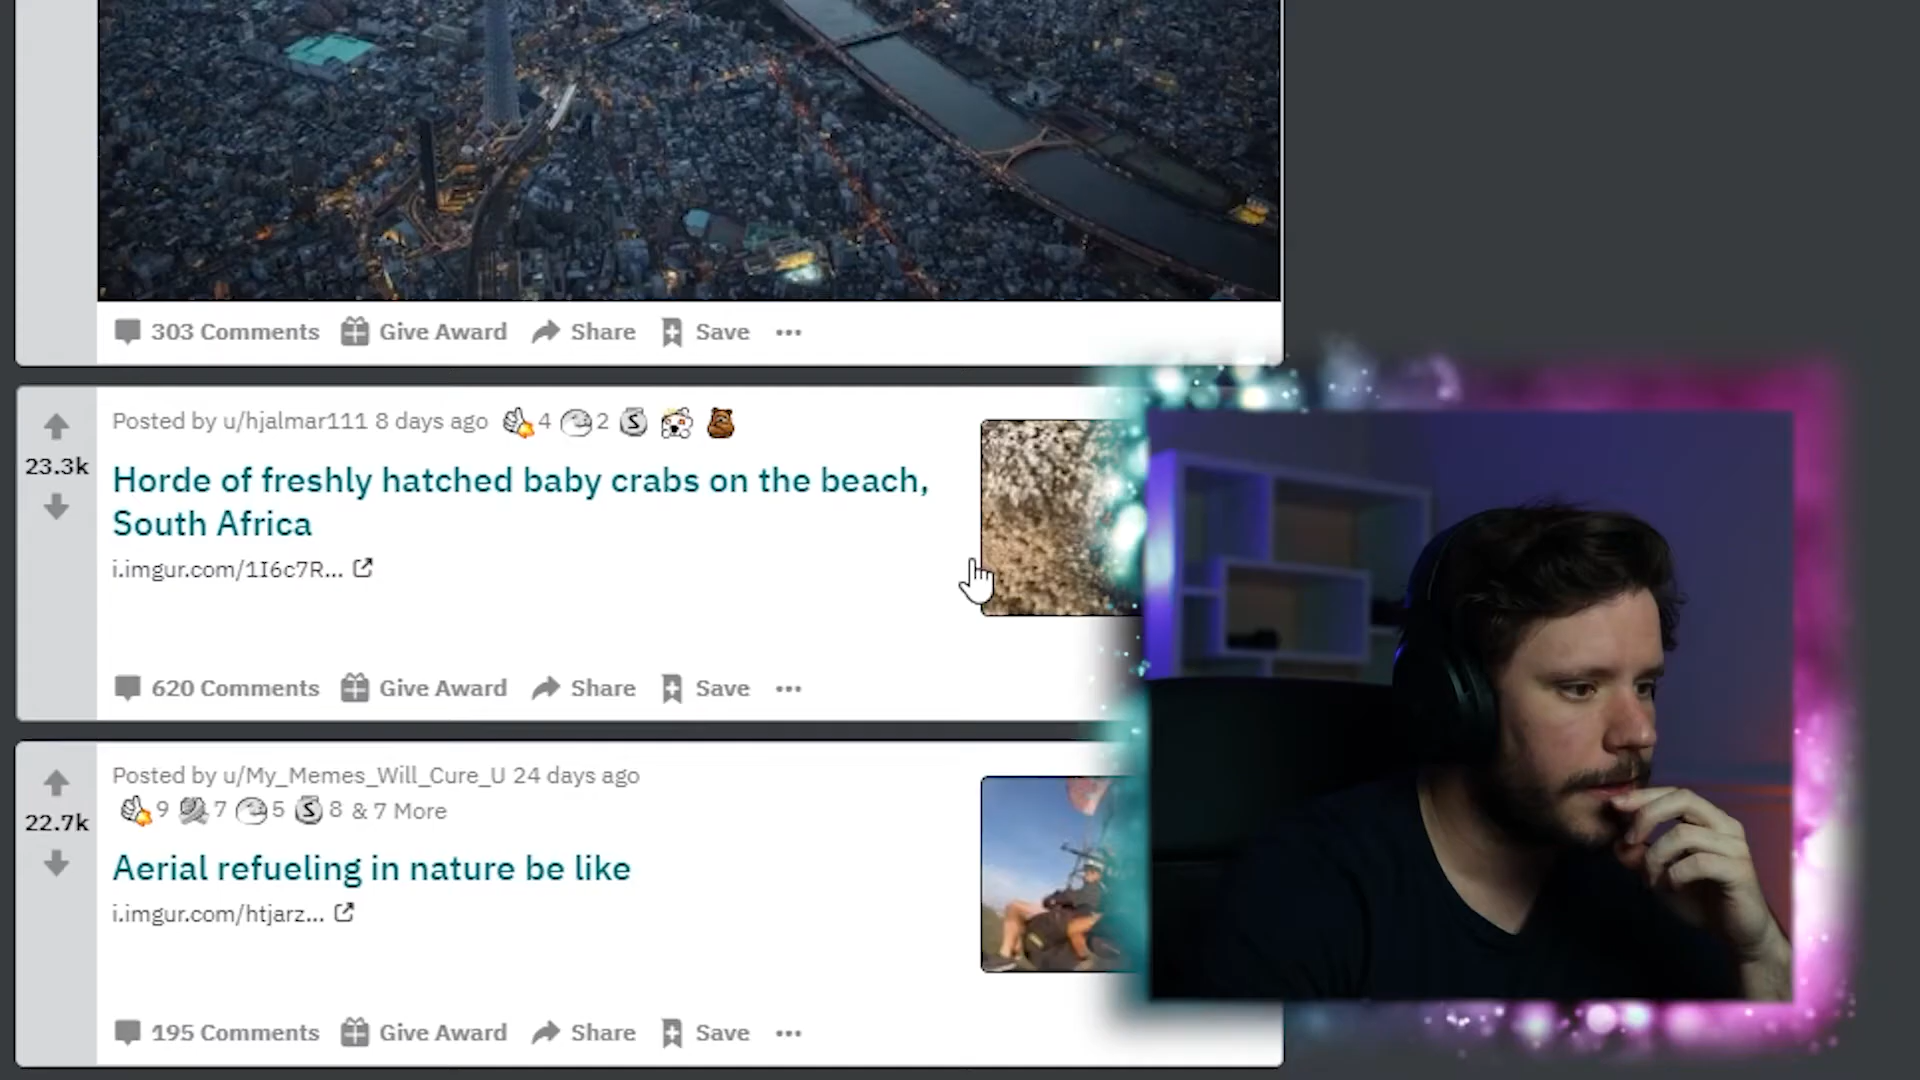 303 Comments Give Award Share Save
Posted by u/hjalmar111 8 days ago 4 2 S
23.3k
Horde of freshly hatched baby crabs on the beach,
South Africa
i.imgur.com/1I6c7R...
620 Comments Give Award Share Save
Posted by u/My_Memes_Will_Cure_U 24 days ago
9 7 5 S 8 & 7 More
22.7k
Aerial refueling in nature be like
i.imgur.com/htjarz...
195 Comments Give Award Share Save